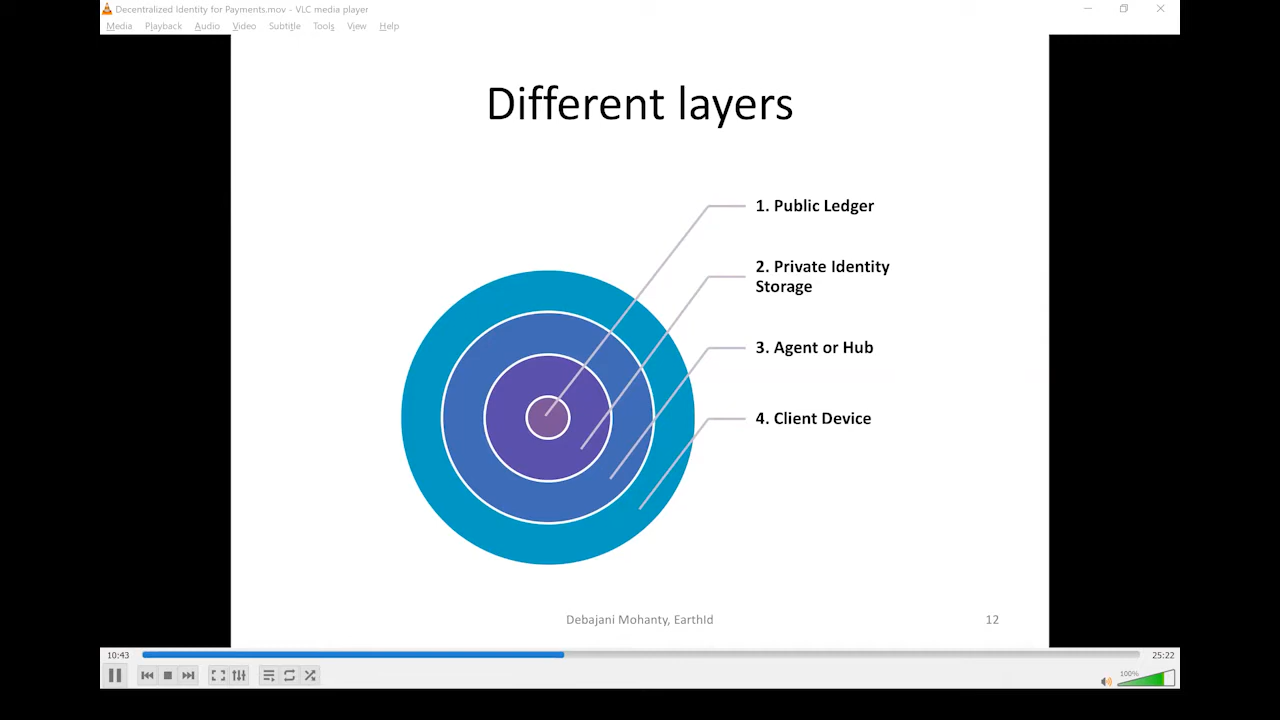 Decentralized Identity for Payments.mov - VLC media player
Media Playback Audio Video Subtitle Tools View Help
Different layers
1. Public Ledger
2. Private Identity
Storage
3. Agent or Hub
4. Client Device
Debajani Mohanty, EarthId
12
10:43
25:22
100%